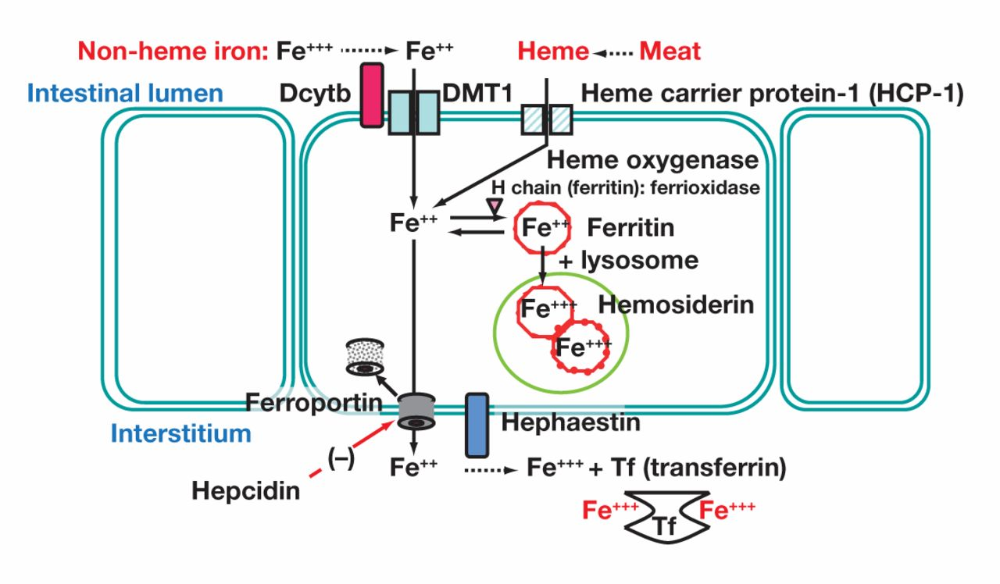 Non-heme iron: Fe+++ Fe++ Heme Meat
Intestinal lumen Dcytb DMT1 Heme carrier protein-1 (HCP-1)
Heme oxygenase
H chain (ferritin): ferrioxidase
Fe++ Fe++ Ferritin
+ lysosome
Fe+++ Hemosiderin
Fe+++
Ferroportin
Interstitium Hephaestin
(–) Fe++ Fe+++ + Tf (transferrin)
Hepcidin
Fe+++ Tf Fe+++